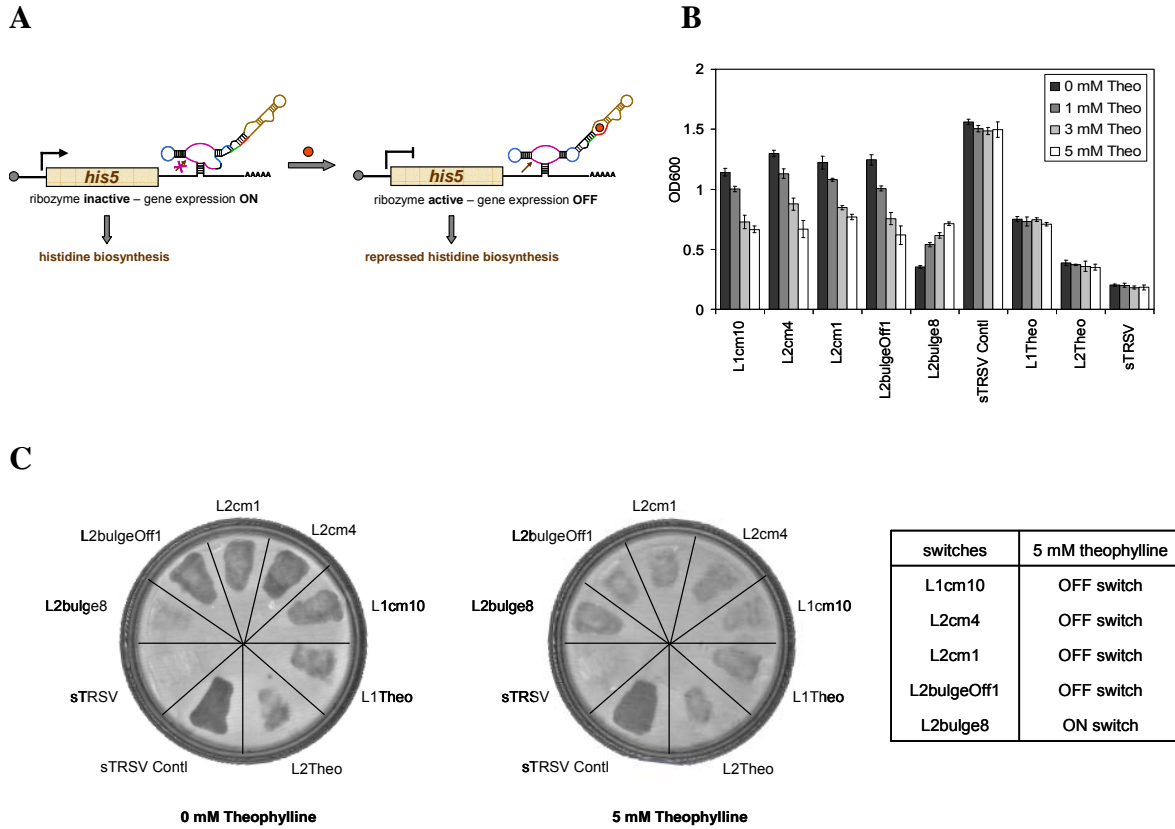 A
his5
AAAAA
ribozyme inactive – gene expression ON
histidine biosynthesis
his5
AAAAA
ribozyme active – gene expression OFF
repressed histidine biosynthesis
B
2
1.5
1
0.5
0
OD600
0 mM Theo
1 mM Theo
3 mM Theo
5 mM Theo
L1cm10
L2cm4
L2cm1
L2bulgeOff1
L2bulge8
sTRSV Contl
L1Theo
L2Theo
sTRSV
C
L2cm1
L2bulgeOff1
L2cm4
L2bulge8
L1cm10
sTRSV
L1Theo
sTRSV Contl
L2Theo
0 mM Theophylline
L2cm1
L2bulgeOff1
L2cm4
L2bulge8
L1cm10
sTRSV
L1Theo
sTRSV Contl
L2Theo
5 mM Theophylline
switches 5 mM theophylline
L1cm10 OFF switch
L2cm4 OFF switch
L2cm1 OFF switch
L2bulgeOff1 OFF switch
L2bulge8 ON switch